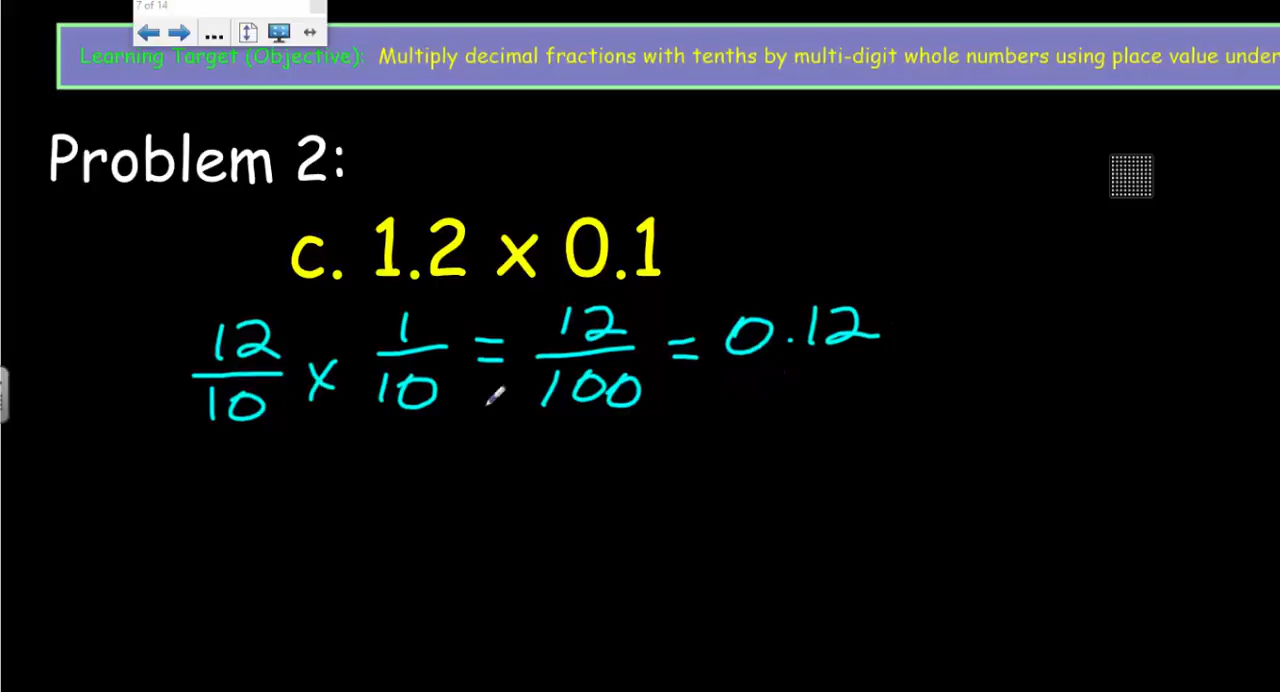 7 of 14
Learning Target (Objective): Multiply decimal fractions with tenths by multi-digit whole numbers using place value under
Problem 2:
c. 1.2 x 0.1
12/10 x 1/10 = 12/100 = 0.12